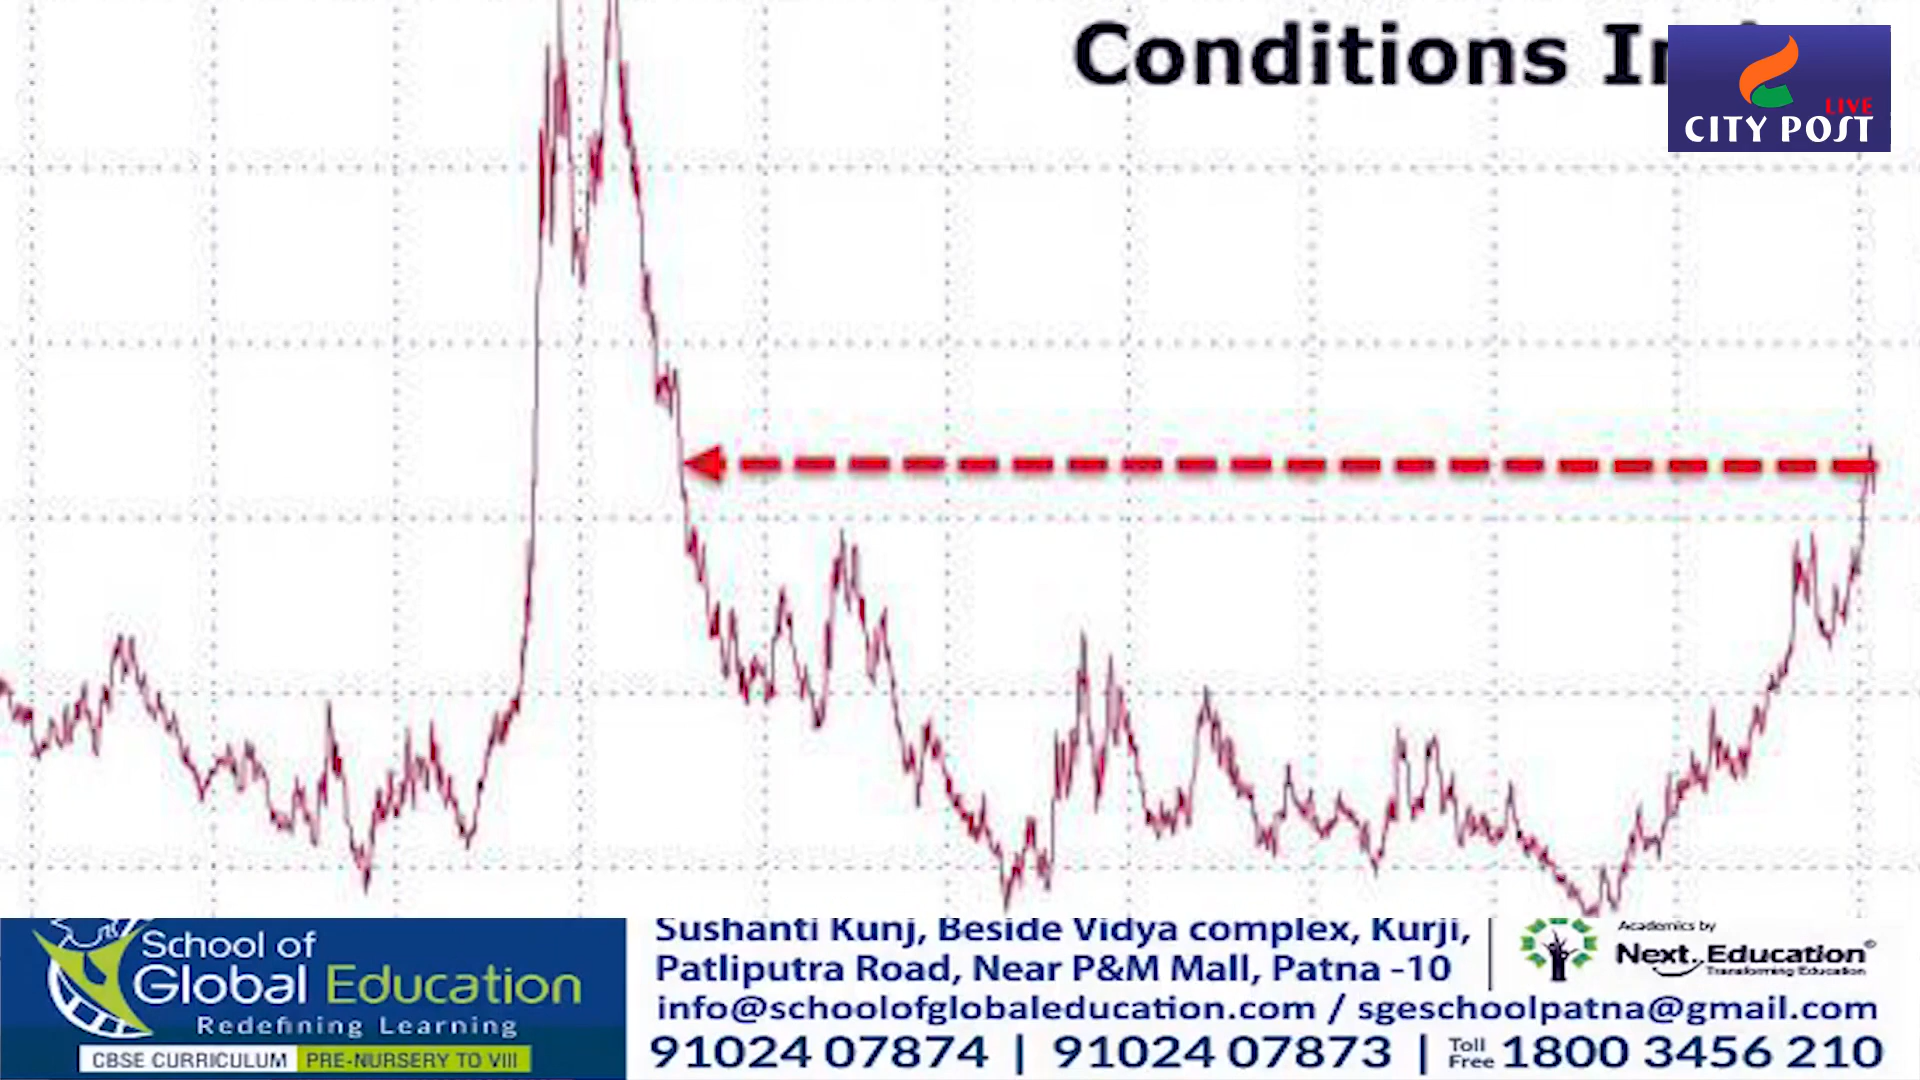 Conditions
LIVE
CITY POST
School of
Global Education
Redefining Learning
CBSE CURRICULUM PRE-NURSERY TO VIII
Sushanti Kunj, Beside Vidya complex, Kurji,
Patliputra Road, Near P&M Mall, Patna -10
info@schoolofglobaleducation.com / sgeschoolpatna@gmail.com
91024 07874 | 91024 07873 | Toll Free 1800 3456 210
Academics by
Next Education
Transforming Education